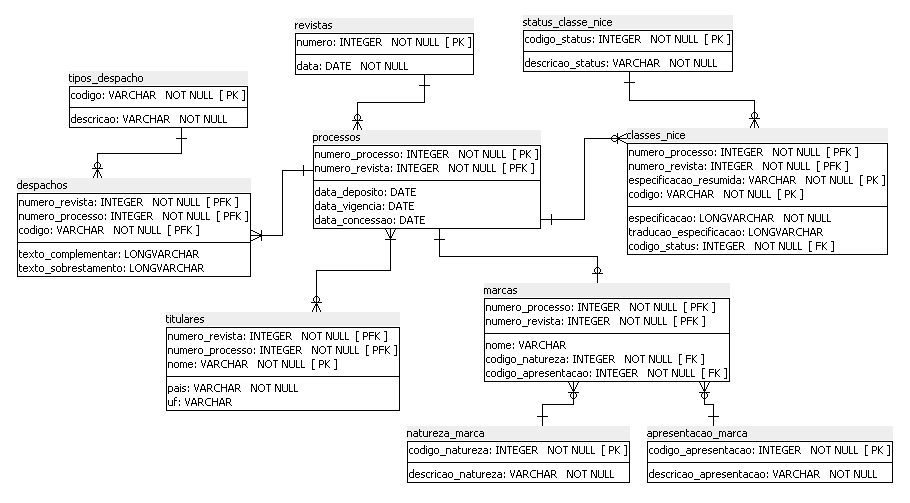 revistas
numero: INTEGER NOT NULL [ PK ]
data: DATE NOT NULL
status_classe_nice
codigo_status: INTEGER NOT NULL [ PK ]
descricao_status: VARCHAR NOT NULL
tipos_despacho
codigo: VARCHAR NOT NULL [ PK ]
descricao: VARCHAR NOT NULL
processos
numero_processo: INTEGER NOT NULL [ PK ]
numero_revista: INTEGER NOT NULL [ PFK ]
data_deposito: DATE
data_vigencia: DATE
data_concessao: DATE
classes_nice
numero_processo: INTEGER NOT NULL [ PFK ]
numero_revista: INTEGER NOT NULL [ PFK ]
especificacao_resumida: VARCHAR NOT NULL [ PK ]
codigo: VARCHAR NOT NULL [ PK ]
especificacao: LONGVARCHAR NOT NULL
traducao_especificacao: LONGVARCHAR
codigo_status: INTEGER NOT NULL [ FK ]
despachos
numero_revista: INTEGER NOT NULL [ PFK ]
numero_processo: INTEGER NOT NULL [ PFK ]
codigo: VARCHAR NOT NULL [ PFK ]
texto_complementar: LONGVARCHAR
texto_sobrestamento: LONGVARCHAR
titulares
numero_revista: INTEGER NOT NULL [ PFK ]
numero_processo: INTEGER NOT NULL [ PFK ]
nome: VARCHAR NOT NULL [ PK ]
pais: VARCHAR NOT NULL
uf: VARCHAR
marcas
numero_processo: INTEGER NOT NULL [ PFK ]
numero_revista: INTEGER NOT NULL [ PFK ]
nome: VARCHAR
codigo_natureza: INTEGER NOT NULL [ FK ]
codigo_apresentacao: INTEGER NOT NULL [ FK ]
natureza_marca
codigo_natureza: INTEGER NOT NULL [ PK ]
descricao_natureza: VARCHAR NOT NULL
apresentacao_marca
codigo_apresentacao: INTEGER NOT NULL [ PK ]
descricao_apresentacao: VARCHAR NOT NULL